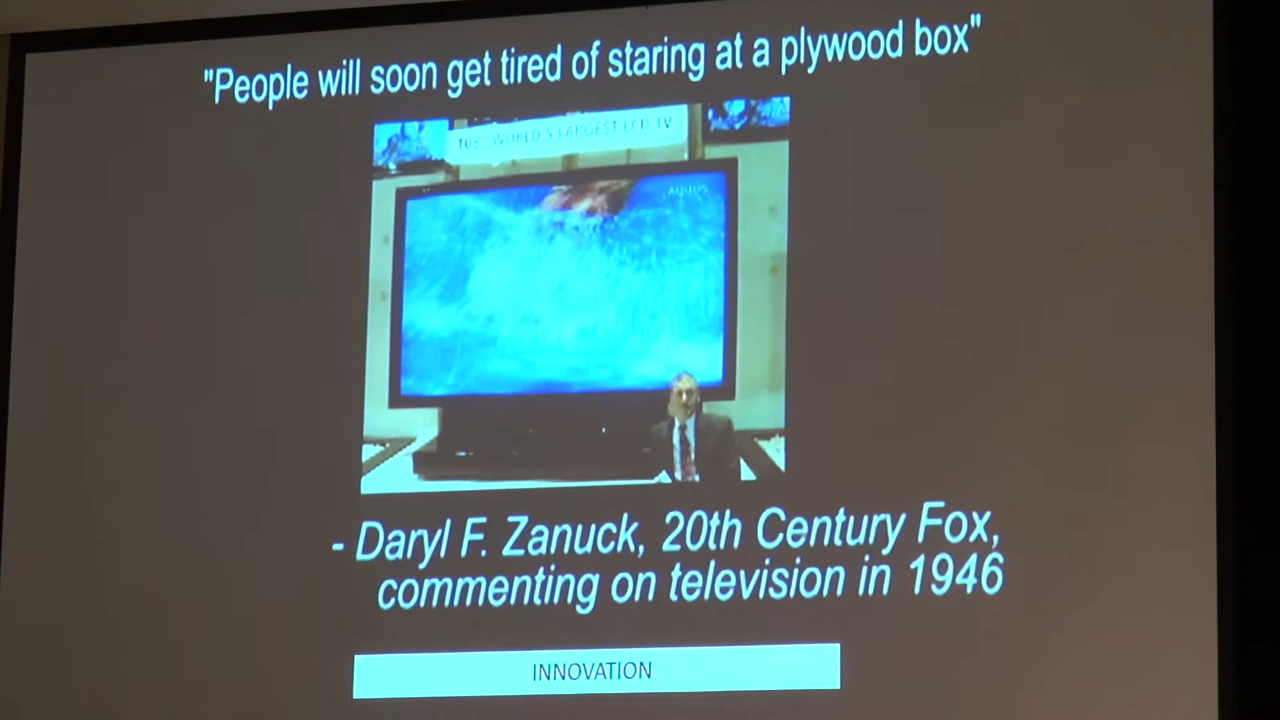 "People will soon get tired of staring at a plywood box"
108" WORLD'S LARGEST LCD TV
AQUOS
- Daryl F. Zanuck, 20th Century Fox,
commenting on television in 1946
INNOVATION